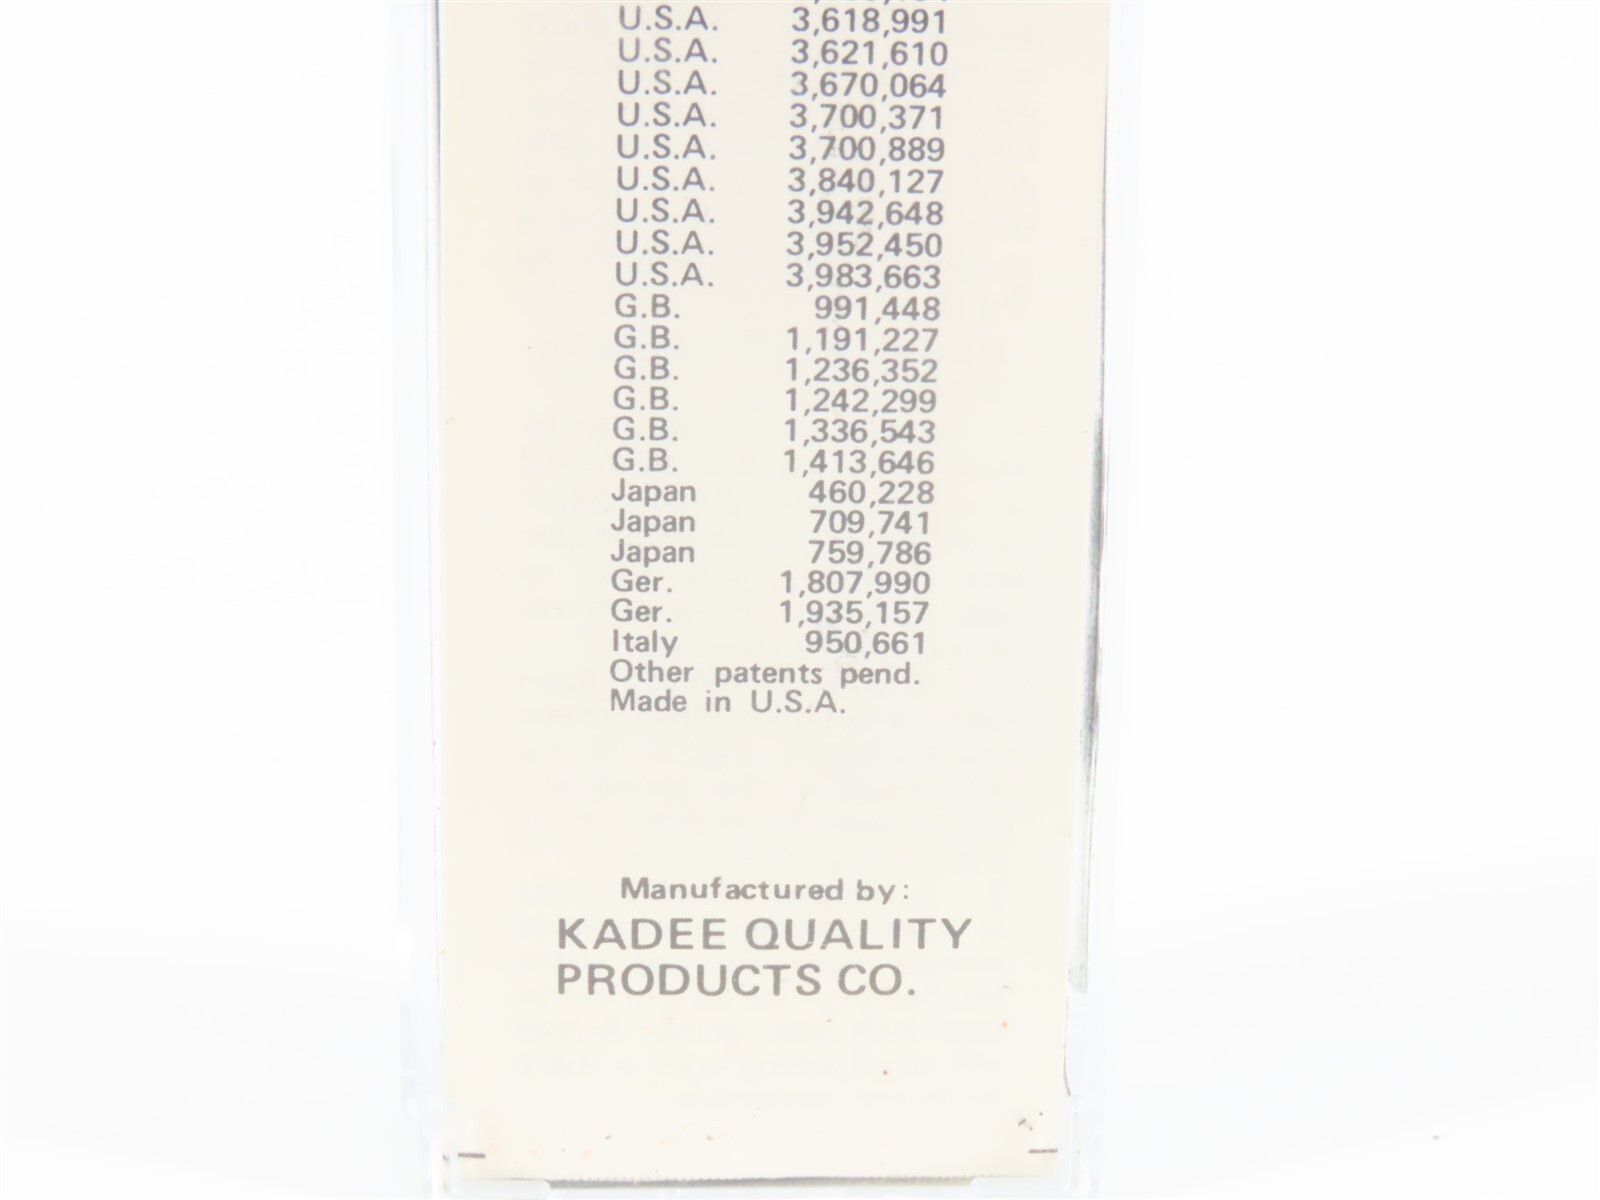 U.S.A. 3,618,991
U.S.A. 3,621,610
U.S.A. 3,670,064
U.S.A. 3,700,371
U.S.A. 3,700,889
U.S.A. 3,840,127
U.S.A. 3,942,648
U.S.A. 3,952,450
U.S.A. 3,983,663
G.B. 991,448
G.B. 1,191,227
G.B. 1,236,352
G.B. 1,242,299
G.B. 1,336,543
G.B. 1,413,646
Japan 460,228
Japan 709,741
Japan 759,786
Ger. 1,807,990
Ger. 1,935,157
Italy 950,661
Other patents pend.
Made in U.S.A.
Manufactured by:
KADEE QUALITY
PRODUCTS CO.